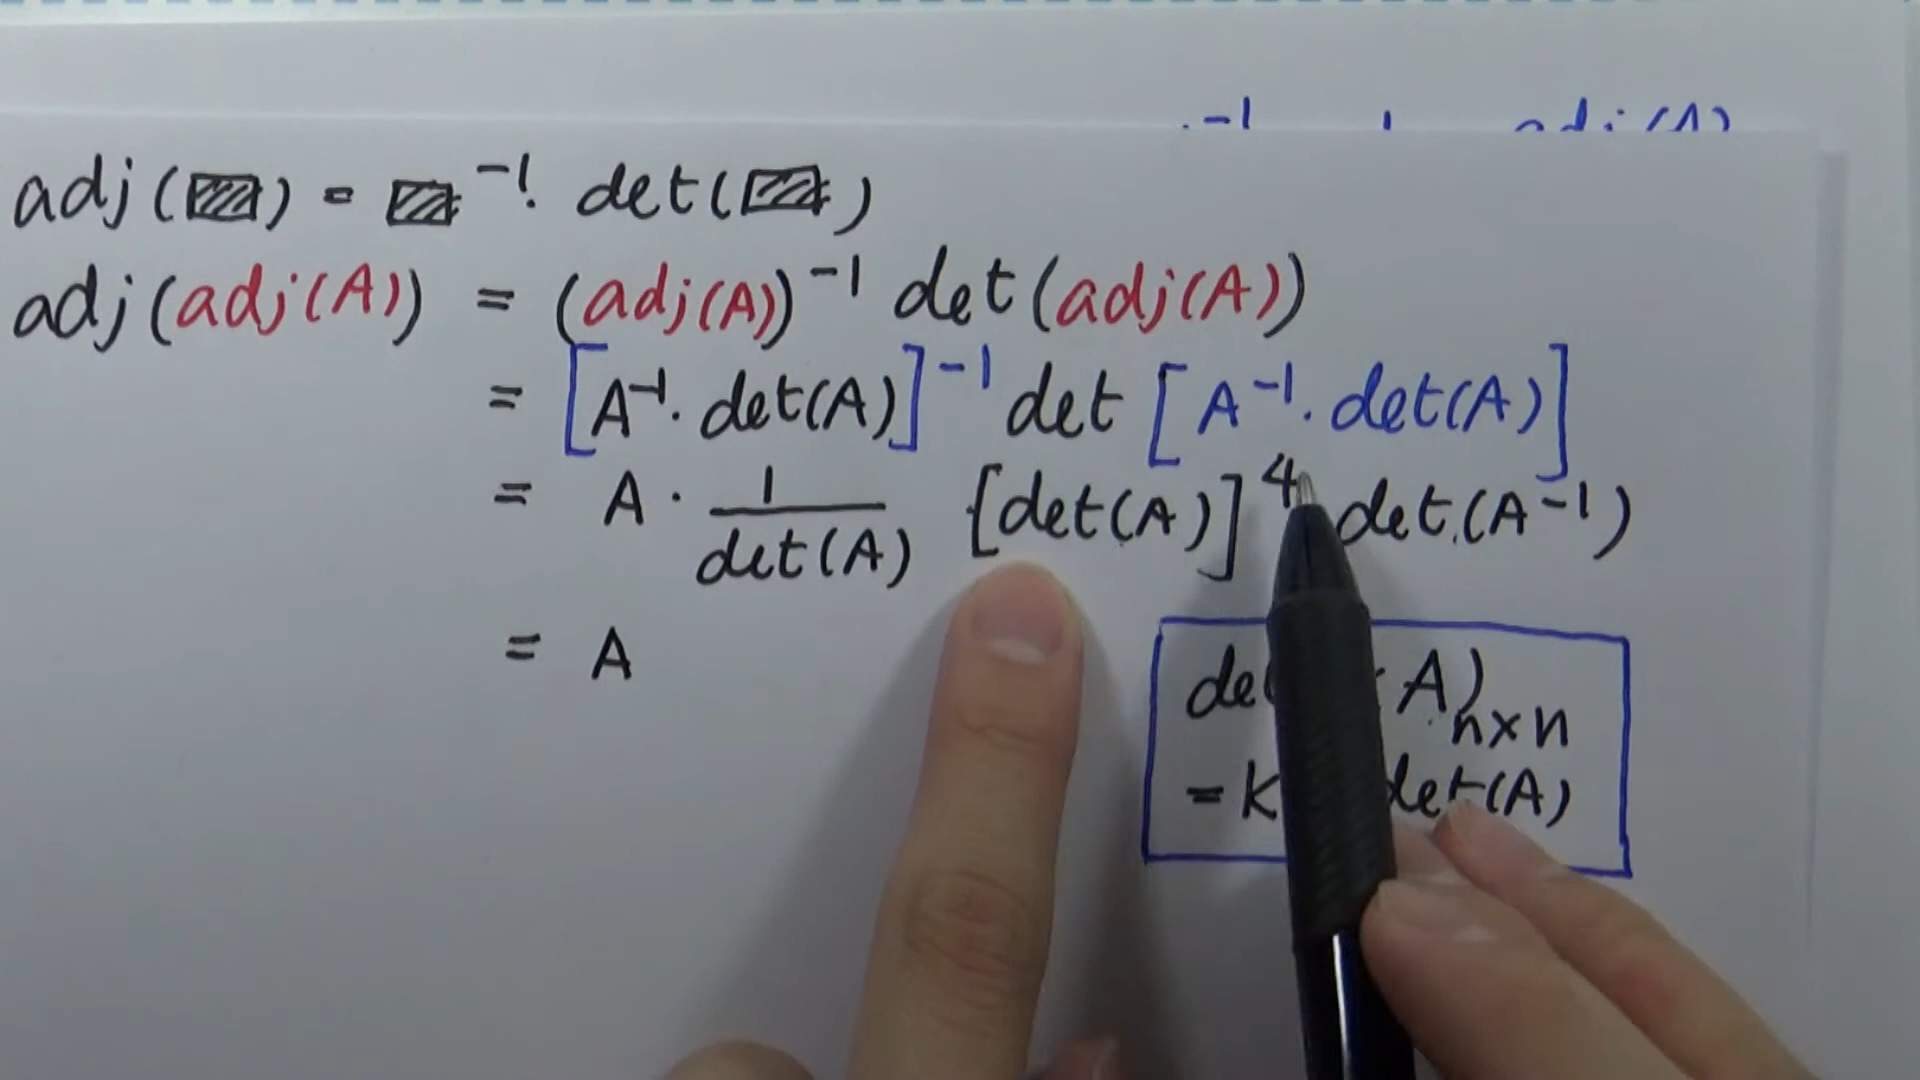 adj(▨) = ▨⁻¹· det(▨)
adj(adj(A)) = (adj(A))⁻¹ det(adj(A))
= [A⁻¹· det(A)]⁻¹ det [A⁻¹· det(A)]
= A · 1/det(A) [det(A)]⁴ det(A⁻¹)
= A
A)n×n
= K det(A)